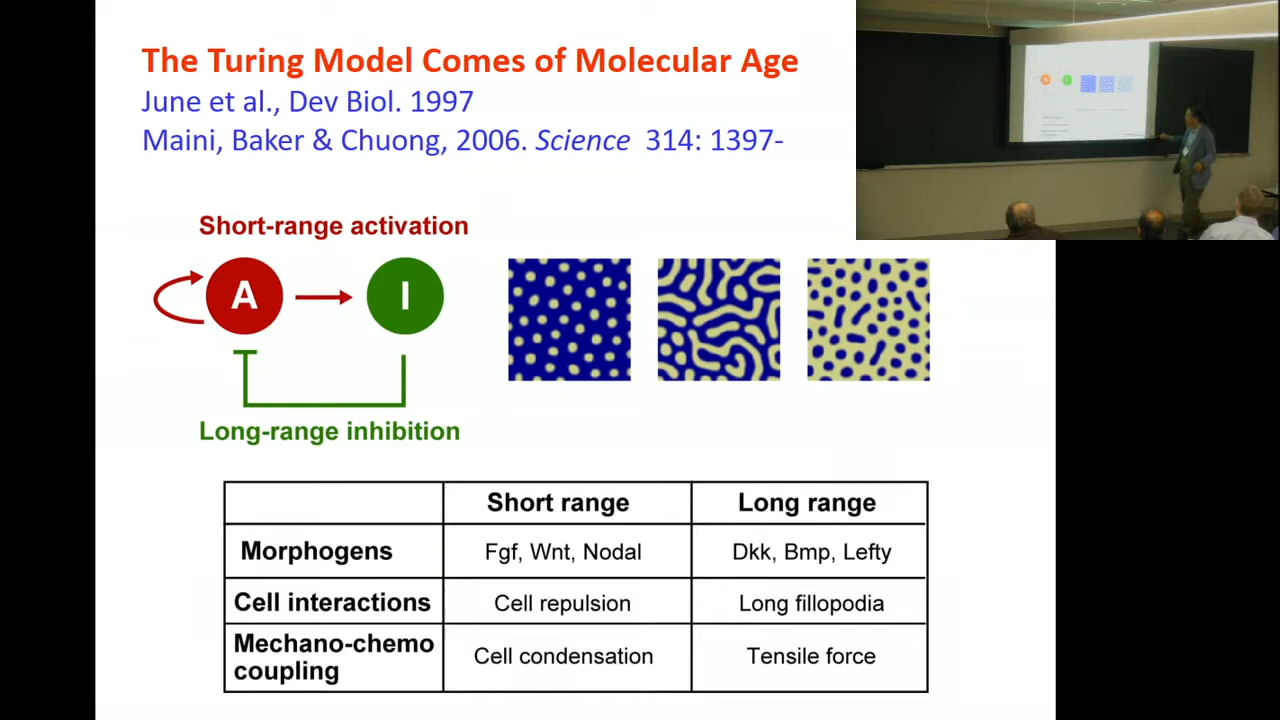 The Turing Model Comes of Molecular Age
June et al., Dev Biol. 1997
Maini, Baker & Chuong, 2006. Science 314: 1397-
Short-range activation
A
I
Long-range inhibition
Short range Long range
Morphogens Fgf, Wnt, Nodal Dkk, Bmp, Lefty
Cell interactions Cell repulsion Long fillopodia
Mechano-chemo
coupling Cell condensation Tensile force